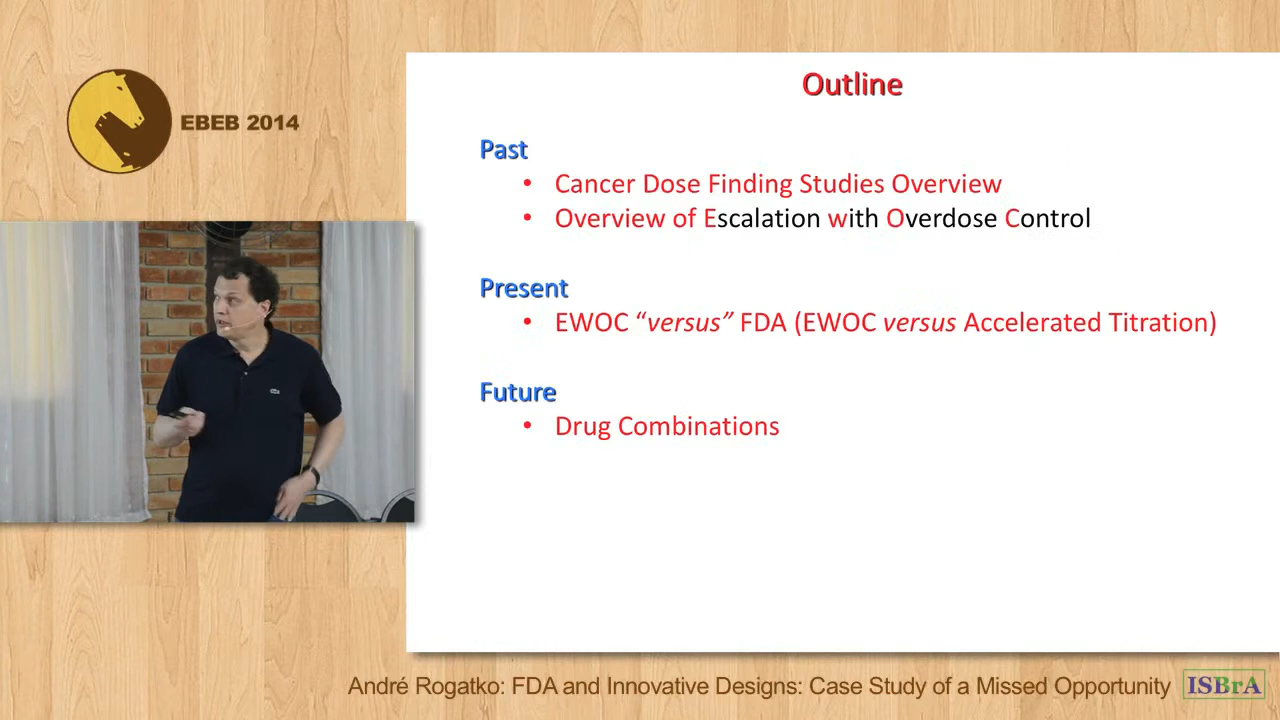 EBEB 2014
Outline
Past
• Cancer Dose Finding Studies Overview
• Overview of Escalation with Overdose Control
Present
• EWOC “versus” FDA (EWOC versus Accelerated Titration)
Future
• Drug Combinations
André Rogatko: FDA and Innovative Designs: Case Study of a Missed Opportunity
ISBrA